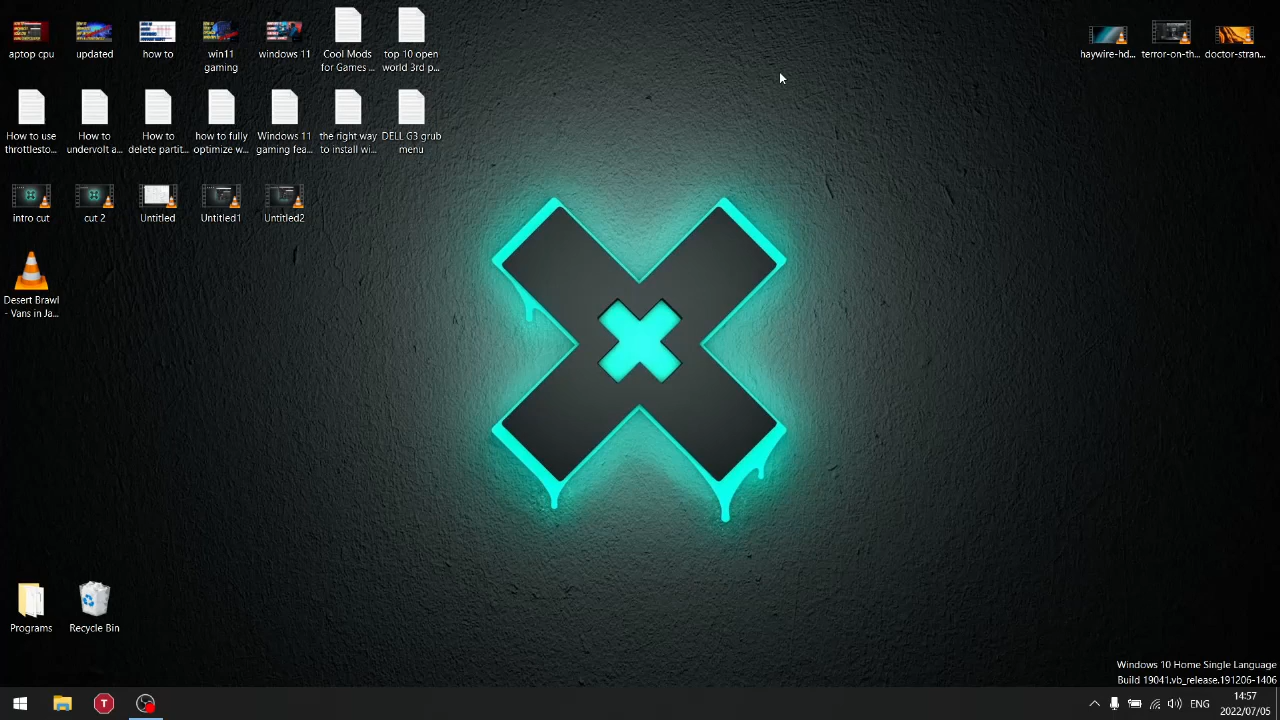 aptop cpu
updated
how to
win11
gaming
windows 11
Cool Mods
for Games ...
top 10 open
world 3rd p...
haywire-hd...
terror-on-th...
doctor-stran...
How to use
throttlesto...
How to
undervolt a...
How to
delete partit...
how to fully
optimize w...
Windows 11
gaming fea...
the right way
to install wi...
DELL G3 grub
menu
intro cut
cut 2
Untitled
Untitled1
Untitled2
Desert Brawl
- Vans in Ja...
Programs
Recycle Bin
Windows 10 Home Single Language
Build 19041.vb_release.191206-1406
T
ENG
14:57
2022/07/05